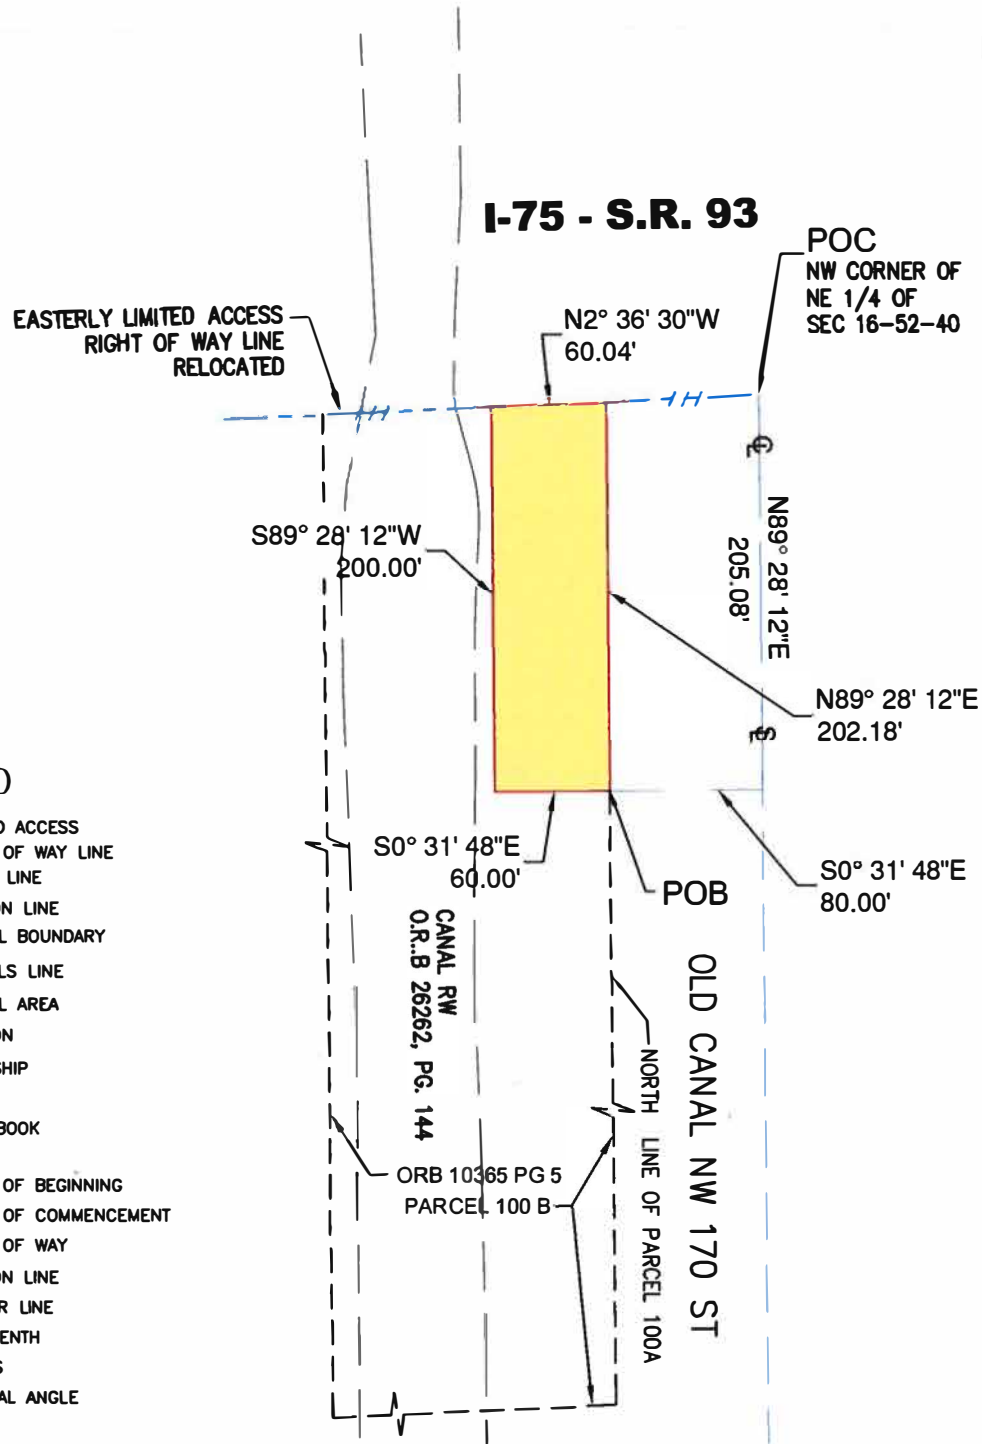 I-75 - S.R. 93
POC
NW CORNER OF
NE 1/4 OF
SEC 16-52-40
EASTERLY LIMITED ACCESS
RIGHT OF WAY LINE
RELOCATED
N2° 36' 30"W
60.04'
S89° 28' 12"W
200.00'
N89° 28' 12"E
205.08'
N89° 28' 12"E
202.18'
S0° 31' 48"E
60.00'
POB
S0° 31' 48"E
80.00'
CANAL RW
O.R..B 26262, PG. 144
OLD CANAL NW 170 ST
NORTH LINE OF PARCEL 100A
ORB 10365 PG 5
PARCEL 100 B
D ACCESS
OF WAY LINE
LINE
ON LINE
L BOUNDARY
LS LINE
L AREA
ON
SHIP
BOOK
OF BEGINNING
OF COMMENCEMENT
OF WAY
ON LINE
R LINE
ENTH
S
AL ANGLE